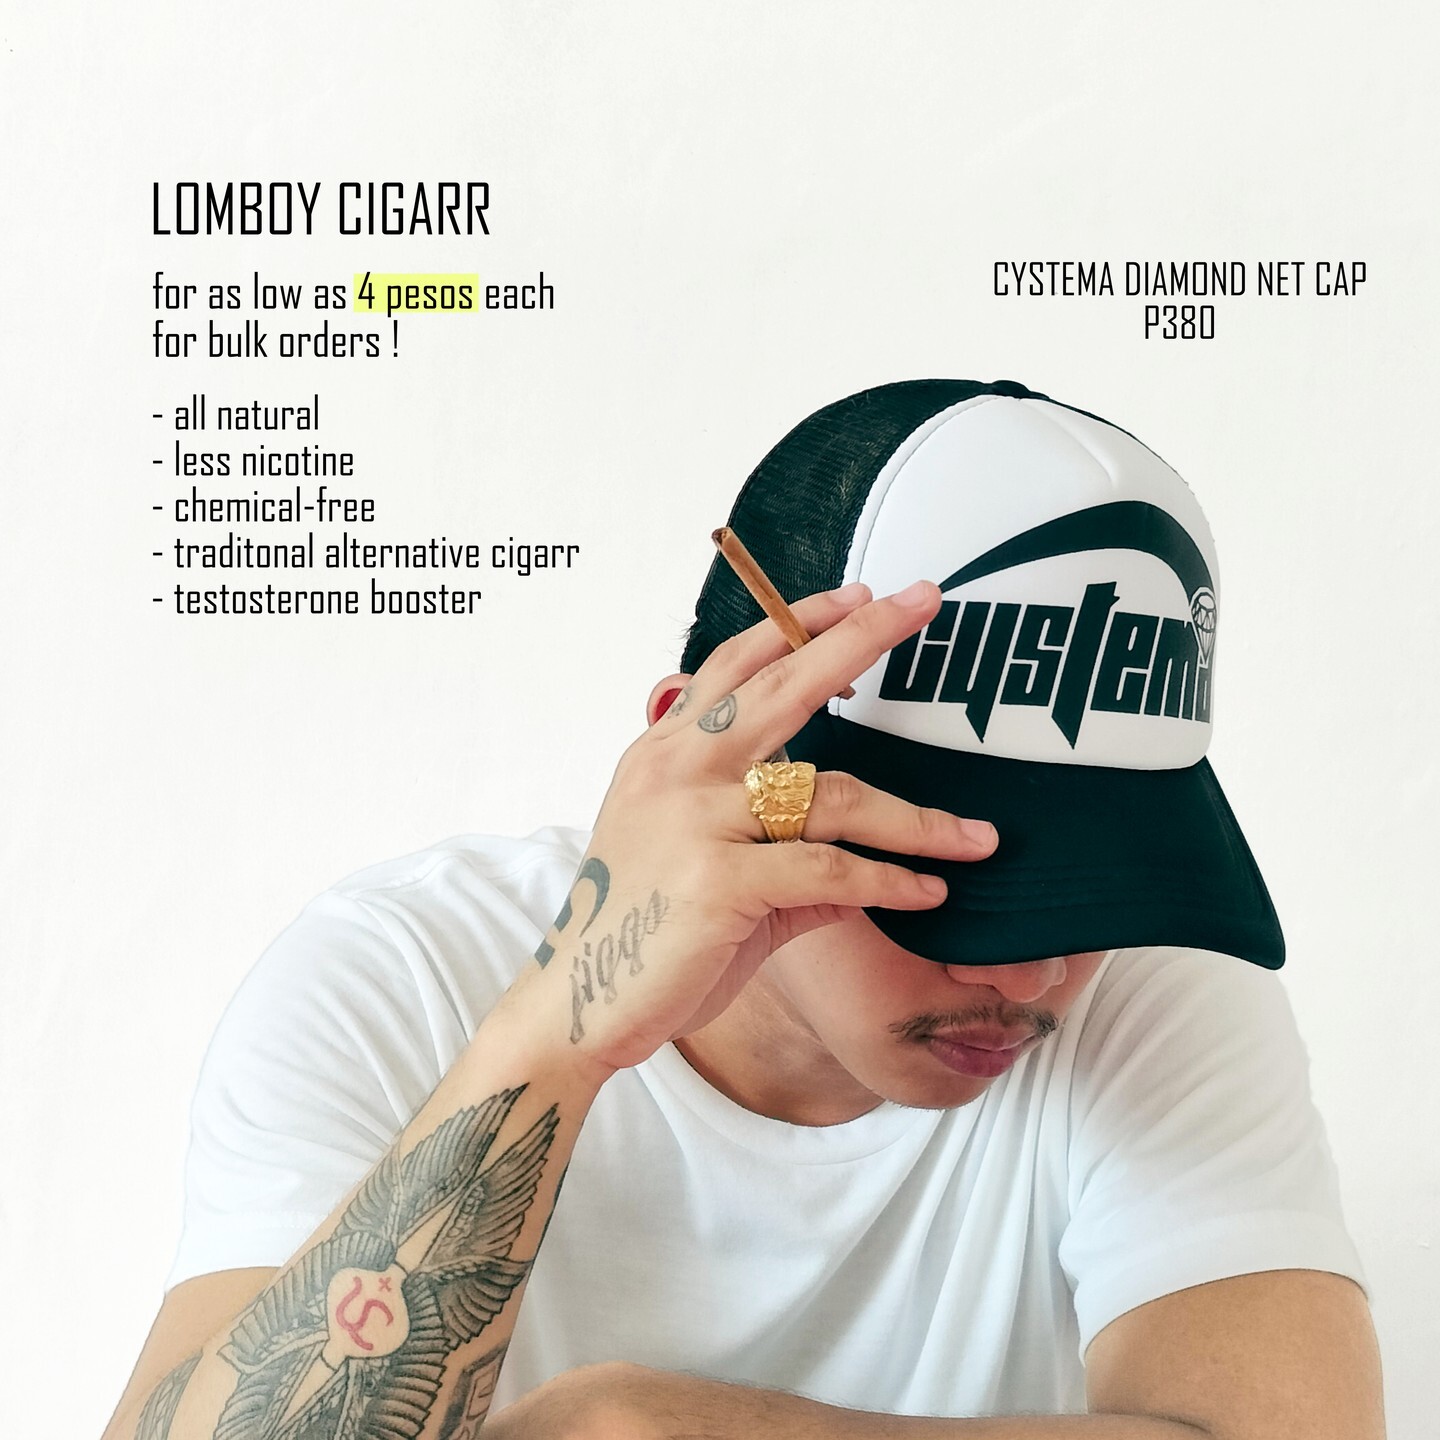 LOMBOY CIGARR
for as low as 4 pesos each
for bulk orders !
- all natural
- less nicotine
- chemical-free
- traditonal alternative cigarr
- testosterone booster
CYSTEMA DIAMOND NET CAP
P380
cystema
jiggs